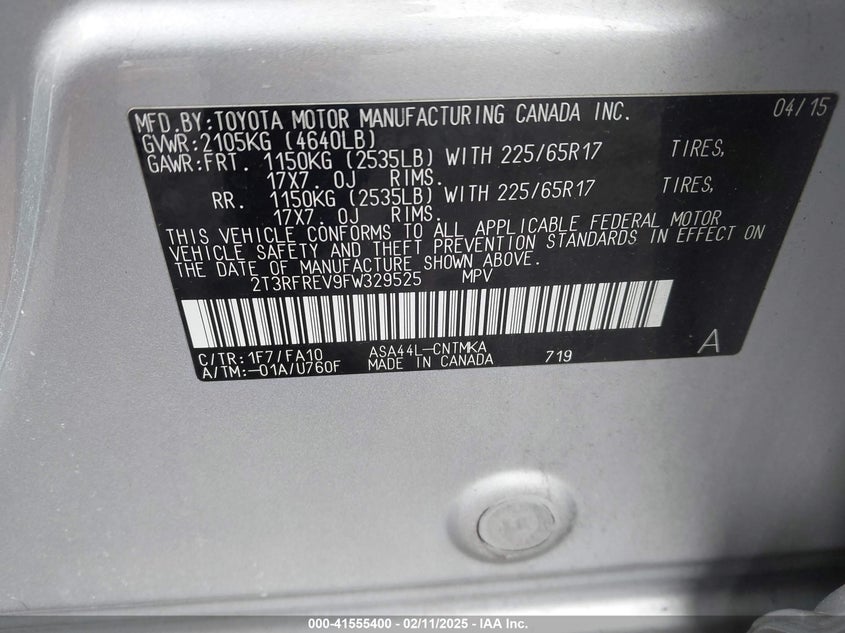 MFD.BY:TOYOTA MOTOR MANUFACTURING CANADA INC. 04/15
GVWR:2105KG (4640LB)
GAWR:FRT. 1150KG (2535LB) WITH 225/65R17 TIRES,
17X7. OJ RIMS.
RR. 1150KG (2535LB) WITH 225/65R17 TIRES,
17X7. OJ RIMS.
THIS VEHICLE CONFORMS TO ALL APPLICABLE FEDERAL MOTOR
VEHICLE SAFETY AND THEFT PREVENTION STANDARDS IN EFFECT ON
THE DATE OF MANUFACTURE SHOWN ABOVE.
2T3RFREV9FW329525 MPV
C/TR:1F7/FA10 ASA44L-CNTMKA A
A/TM:-01A/U760F MADE IN CANADA 719
000-41555400 - 02/11/2025 - IAA Inc.